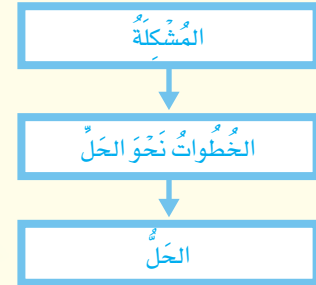 المُشْكِلَةُ
الخُطُواتُ نَحْوَ الحَلِّ
الحَلُّ